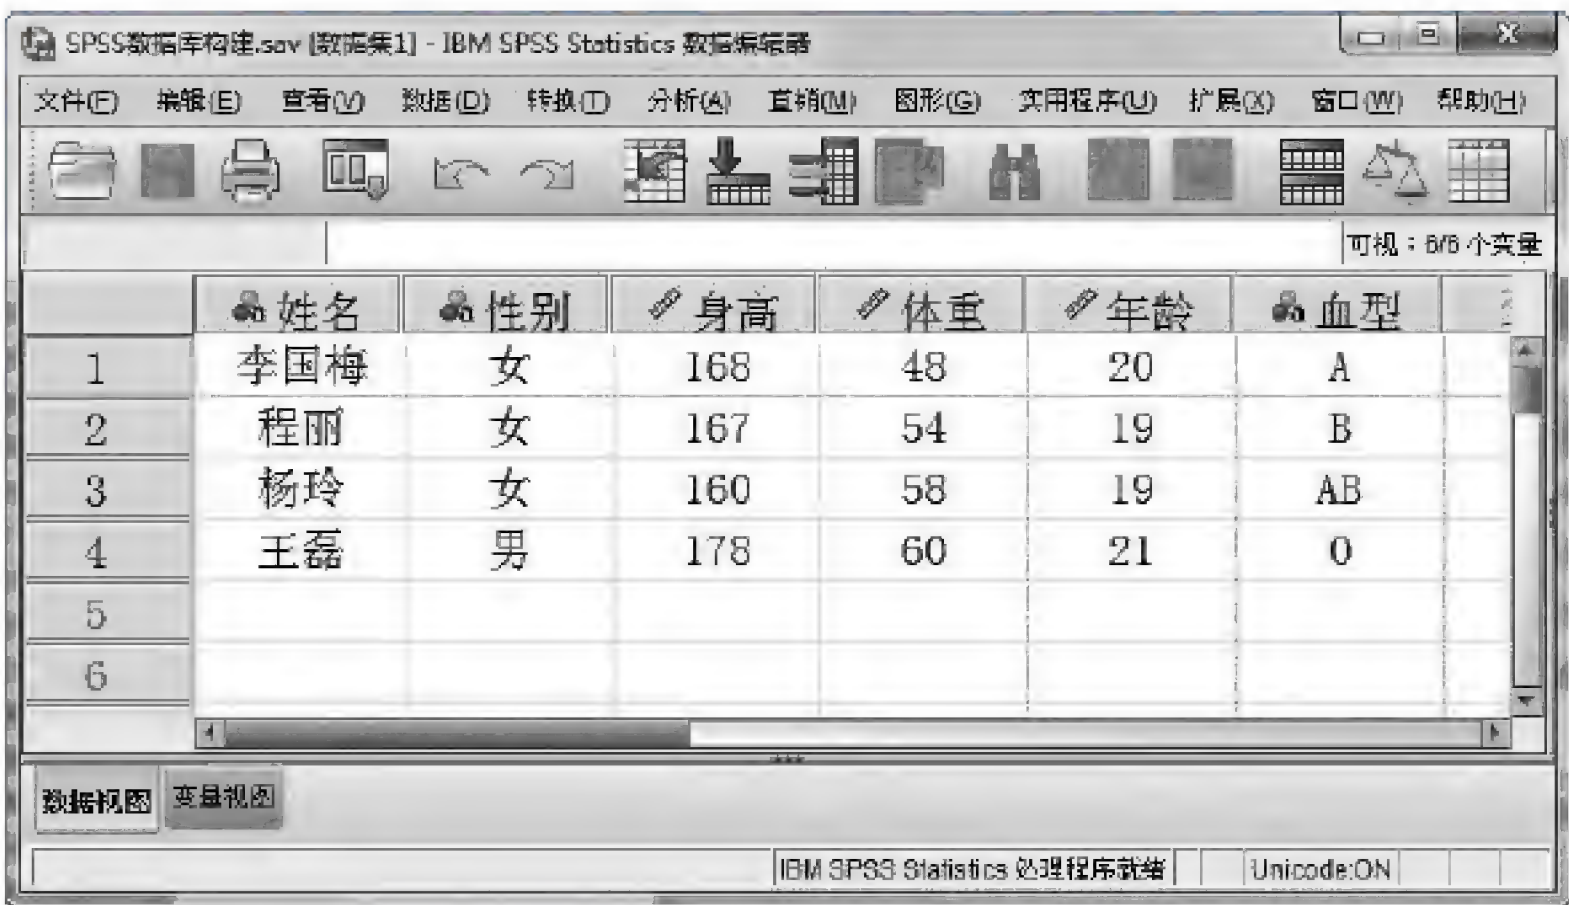 SPSS数据库构建.sav [数据集1] - IBM SPSS Statistics 数据编辑器
文件(F) 编辑(E) 查看(V) 数据(D) 转换(T) 分析(A) 直销(M) 图形(G) 实用程序(U) 扩展(X) 窗口(W) 帮助(H)
可视：6/6 个变量
姓名 性别 身高 体重 年龄 血型
1 李国梅 女 168 48 20 A
2 程丽 女 167 54 19 B
3 杨玲 女 160 58 19 AB
4 王磊 男 178 60 21 O
5
6
数据视图 变量视图
IBM SPSS Statistics 处理程序就绪 Unicode:ON